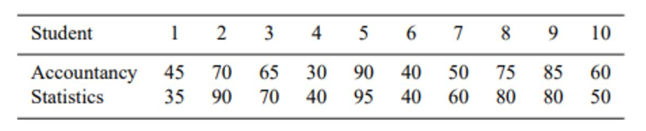 Student 1 2 3 4 5 6 7 8 9 10
Accountancy 45 70 65 30 90 40 50 75 85 60
Statistics 35 90 70 40 95 40 60 80 80 50